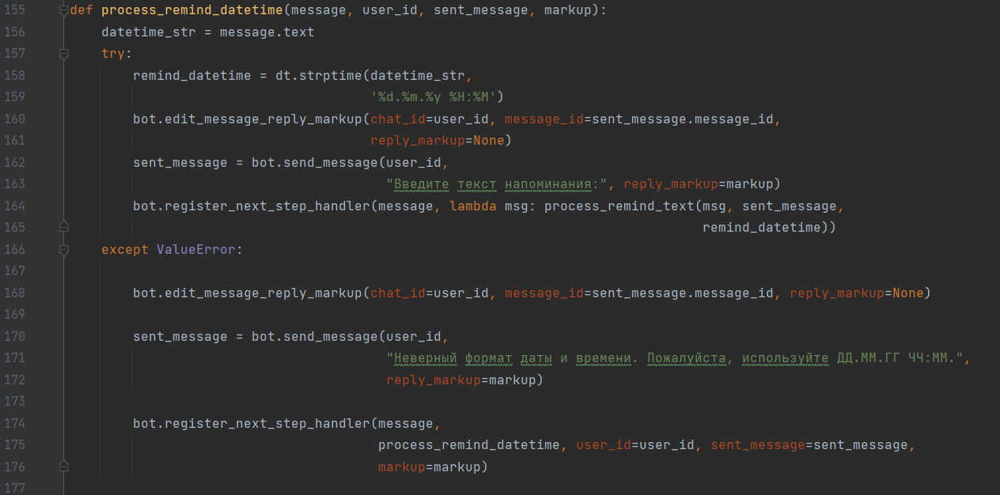 155 def process_remind_datetime(message, user_id, sent_message, markup):
156     datetime_str = message.text
157     try:
158         remind_datetime = dt.strptime(datetime_str,
159                                       '%d.%m.%y %H:%M')
160         bot.edit_message_reply_markup(chat_id=user_id, message_id=sent_message.message_id,
161                                       reply_markup=None)
162         sent_message = bot.send_message(user_id,
163                                         "Введите текст напоминания:", reply_markup=markup)
164         bot.register_next_step_handler(message, lambda msg: process_remind_text(msg, sent_message,
165                                                                                 remind_datetime))
166     except ValueError:
167
168         bot.edit_message_reply_markup(chat_id=user_id, message_id=sent_message.message_id, reply_markup=None)
169
170         sent_message = bot.send_message(user_id,
171                                         "Неверный формат даты и времени. Пожалуйста, используйте ДД.ММ.ГГ ЧЧ:ММ.",
172                                         reply_markup=markup)
173
174         bot.register_next_step_handler(message,
175                                        process_remind_datetime, user_id=user_id, sent_message=sent_message,
176                                        markup=markup)
177